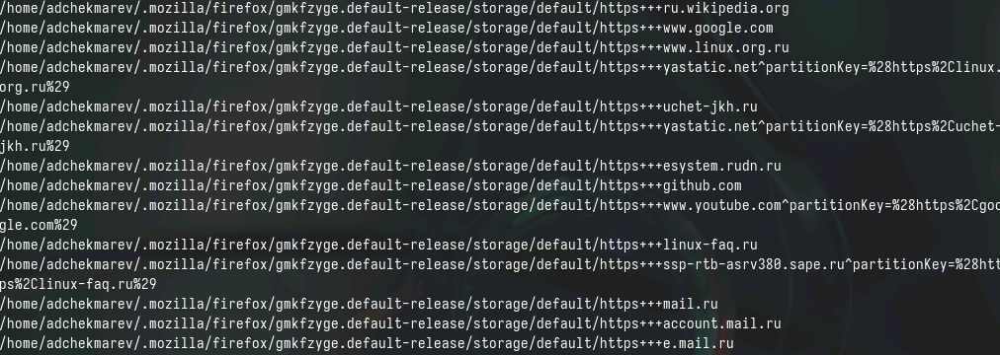 /home/adchekmarev/.mozilla/firefox/gmkfzyge.default-release/storage/default/https+++ru.wikipedia.org
/home/adchekmarev/.mozilla/firefox/gmkfzyge.default-release/storage/default/https+++www.google.com
/home/adchekmarev/.mozilla/firefox/gmkfzyge.default-release/storage/default/https+++www.linux.org.ru
/home/adchekmarev/.mozilla/firefox/gmkfzyge.default-release/storage/default/https+++yastatic.net^partitionKey=%28https%2Clinux.
org.ru%29
/home/adchekmarev/.mozilla/firefox/gmkfzyge.default-release/storage/default/https+++uchet-jkh.ru
/home/adchekmarev/.mozilla/firefox/gmkfzyge.default-release/storage/default/https+++yastatic.net^partitionKey=%28https%2Cuchet-
jkh.ru%29
/home/adchekmarev/.mozilla/firefox/gmkfzyge.default-release/storage/default/https+++esystem.rudn.ru
/home/adchekmarev/.mozilla/firefox/gmkfzyge.default-release/storage/default/https+++github.com
/home/adchekmarev/.mozilla/firefox/gmkfzyge.default-release/storage/default/https+++www.youtube.com^partitionKey=%28https%2Cgoo
gle.com%29
/home/adchekmarev/.mozilla/firefox/gmkfzyge.default-release/storage/default/https+++linux-faq.ru
/home/adchekmarev/.mozilla/firefox/gmkfzyge.default-release/storage/default/https+++ssp-rtb-asrv380.sape.ru^partitionKey=%28htt
ps%2Clinux-faq.ru%29
/home/adchekmarev/.mozilla/firefox/gmkfzyge.default-release/storage/default/https+++mail.ru
/home/adchekmarev/.mozilla/firefox/gmkfzyge.default-release/storage/default/https+++account.mail.ru
/home/adchekmarev/.mozilla/firefox/gmkfzyge.default-release/storage/default/https+++e.mail.ru